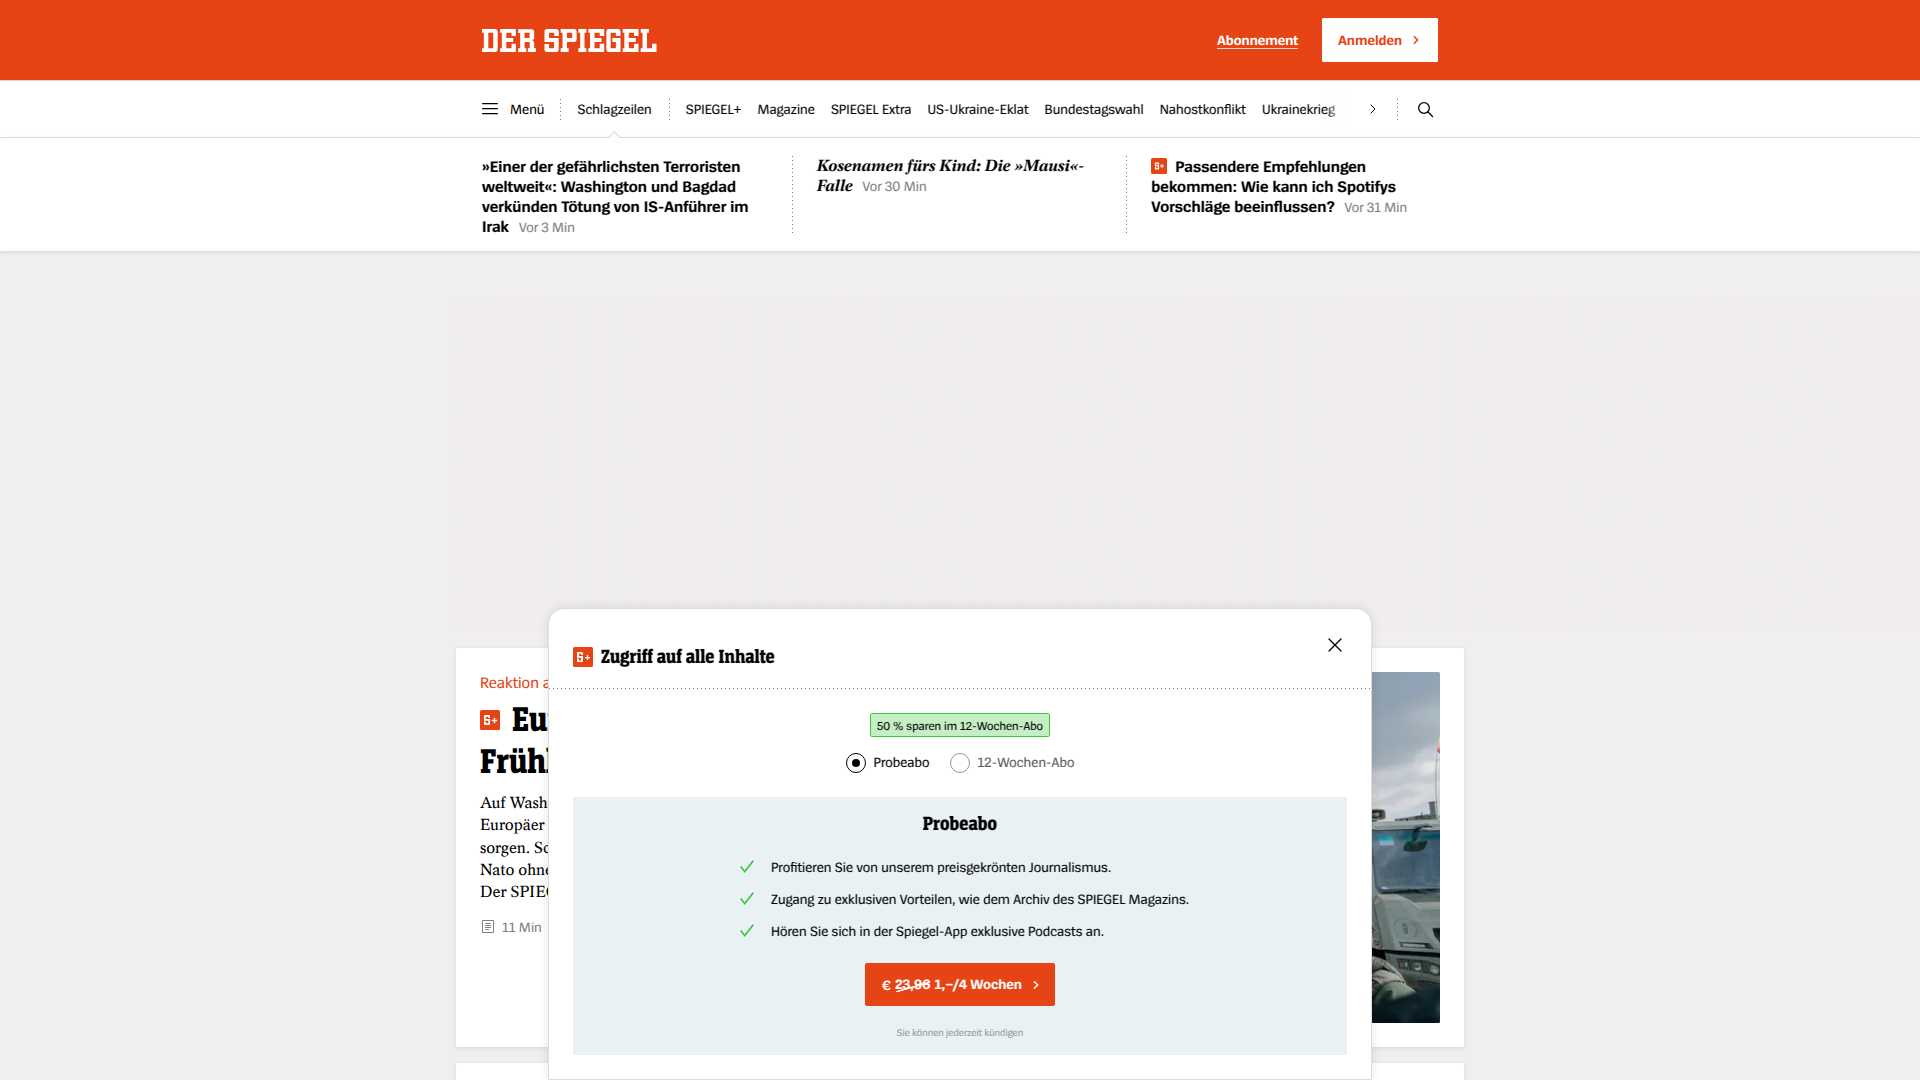 DER SPIEGEL
Abonnement
Anmelden
Menü
Schlagzeilen
SPIEGEL+
Magazine
SPIEGEL Extra
US-Ukraine-Eklat
Bundestagswahl
Nahostkonflikt
Ukrainekrieg
»Einer der gefährlichsten Terroristen
weltweit«: Washington und Bagdad
verkünden Tötung von IS-Anführer im
Irak Vor 3 Min
Kosenamen fürs Kind: Die »Mausi«-
Falle Vor 30 Min
S+ Passendere Empfehlungen
bekommen: Wie kann ich Spotifys
Vorschläge beeinflussen? Vor 31 Min
Reaktion a
S+ Eu
Früh
Auf Wash
Europäer
sorgen. So
Nato ohne
Der SPIEG
11 Min
S+ Zugriff auf alle Inhalte
50 % sparen im 12-Wochen-Abo
Probeabo
12-Wochen-Abo
Probeabo
Profitieren Sie von unserem preisgekrönten Journalismus.
Zugang zu exklusiven Vorteilen, wie dem Archiv des SPIEGEL Magazins.
Hören Sie sich in der Spiegel-App exklusive Podcasts an.
€ 23,96 1,–/4 Wochen
Sie können jederzeit kündigen